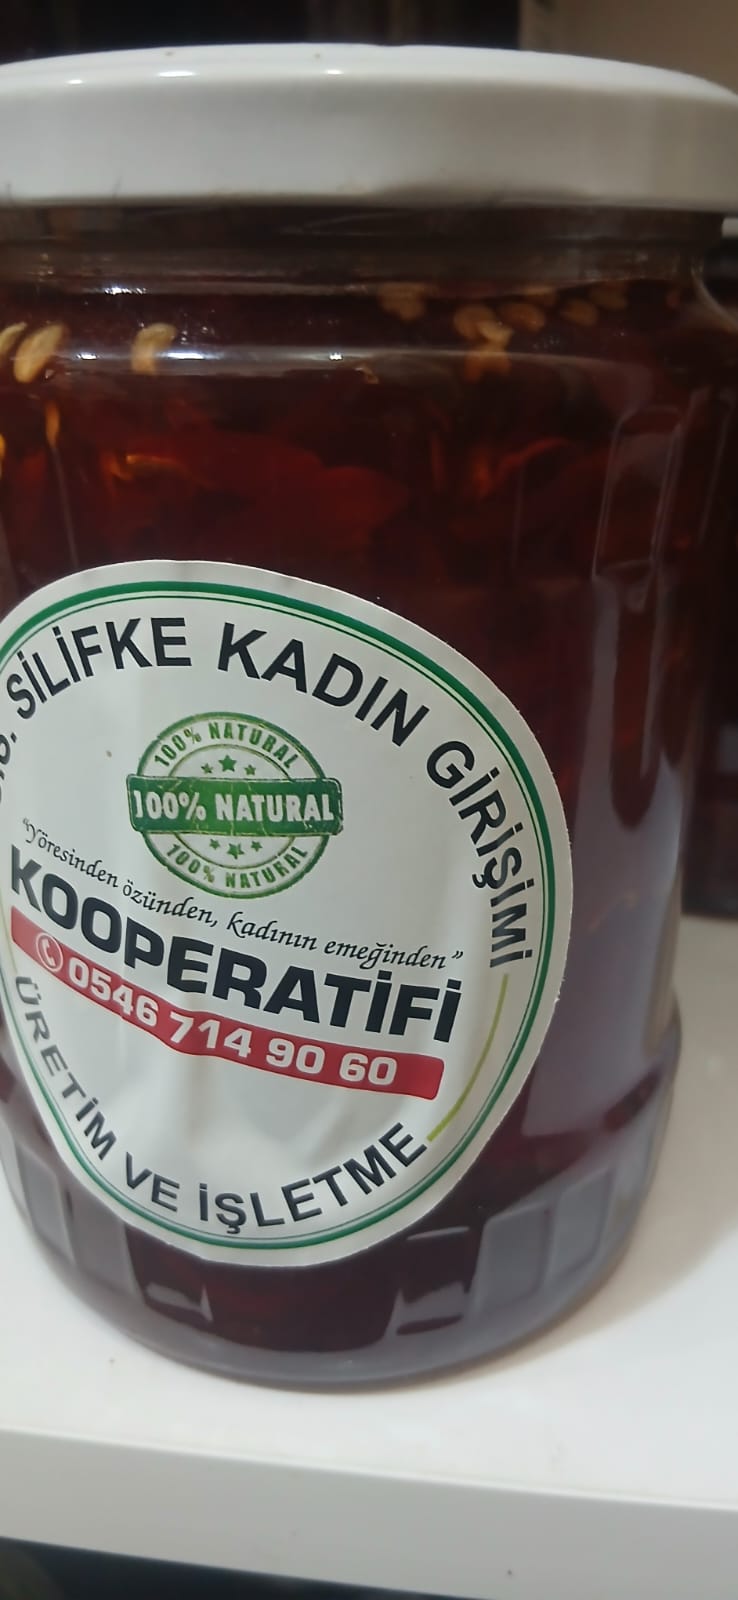 SİLİFKE KADIN GİRİŞİMİ
100% NATURAL
100% NATURAL
100% NATURAL
"Yöresinden özünden, kadının emeğinden"
KOOPERATİFİ
0546 714 90 60
ÜRETİM VE İŞLETME